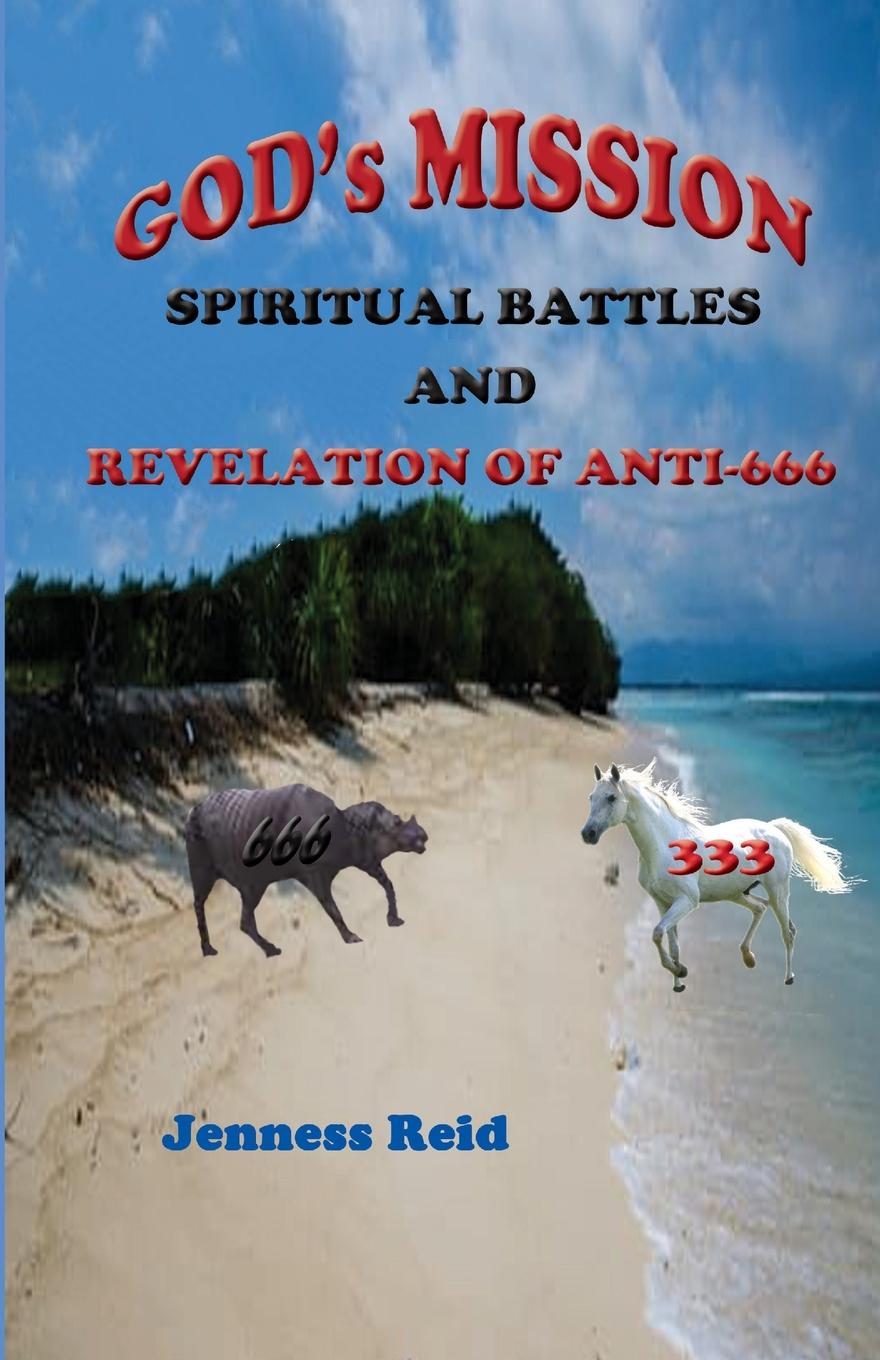 GOD's MISSION
SPIRITUAL BATTLES
AND
REVELATION OF ANTI-666
666
333
Jenness Reid